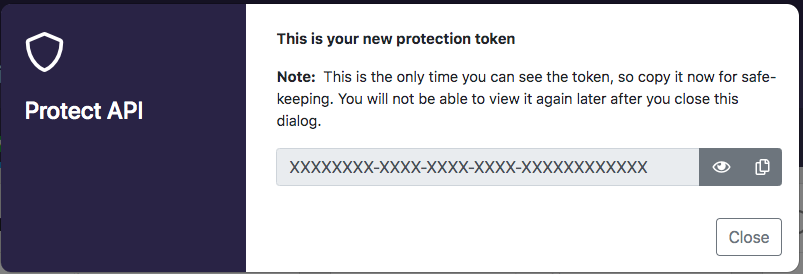 Protect API
This is your new protection token
Note: This is the only time you can see the token, so copy it now for safe-
keeping. You will not be able to view it again later after you close this
dialog.
XXXXXXXX-XXXX-XXXX-XXXX-XXXXXXXXXXXX
Close